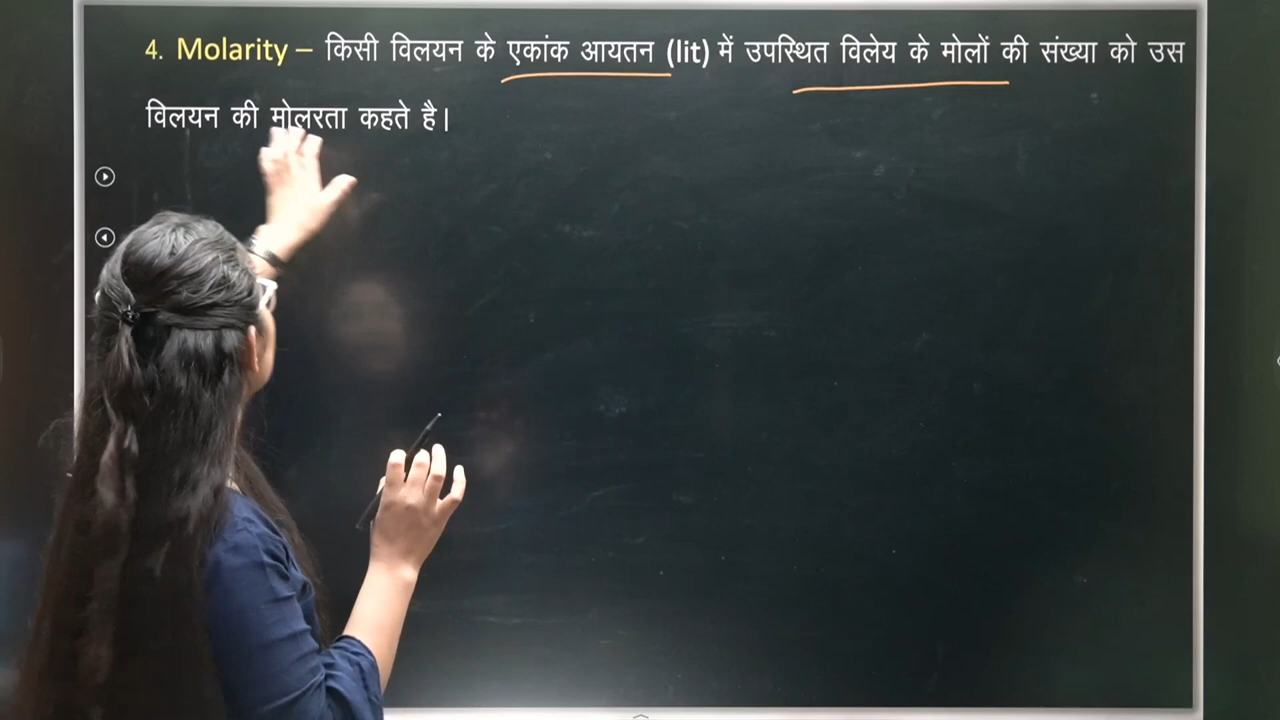 4. Molarity – किसी विलयन के एकांक आयतन (lit) में उपस्थित विलेय के मोलों की संख्या को उस
विलयन की मोलरता कहते है।